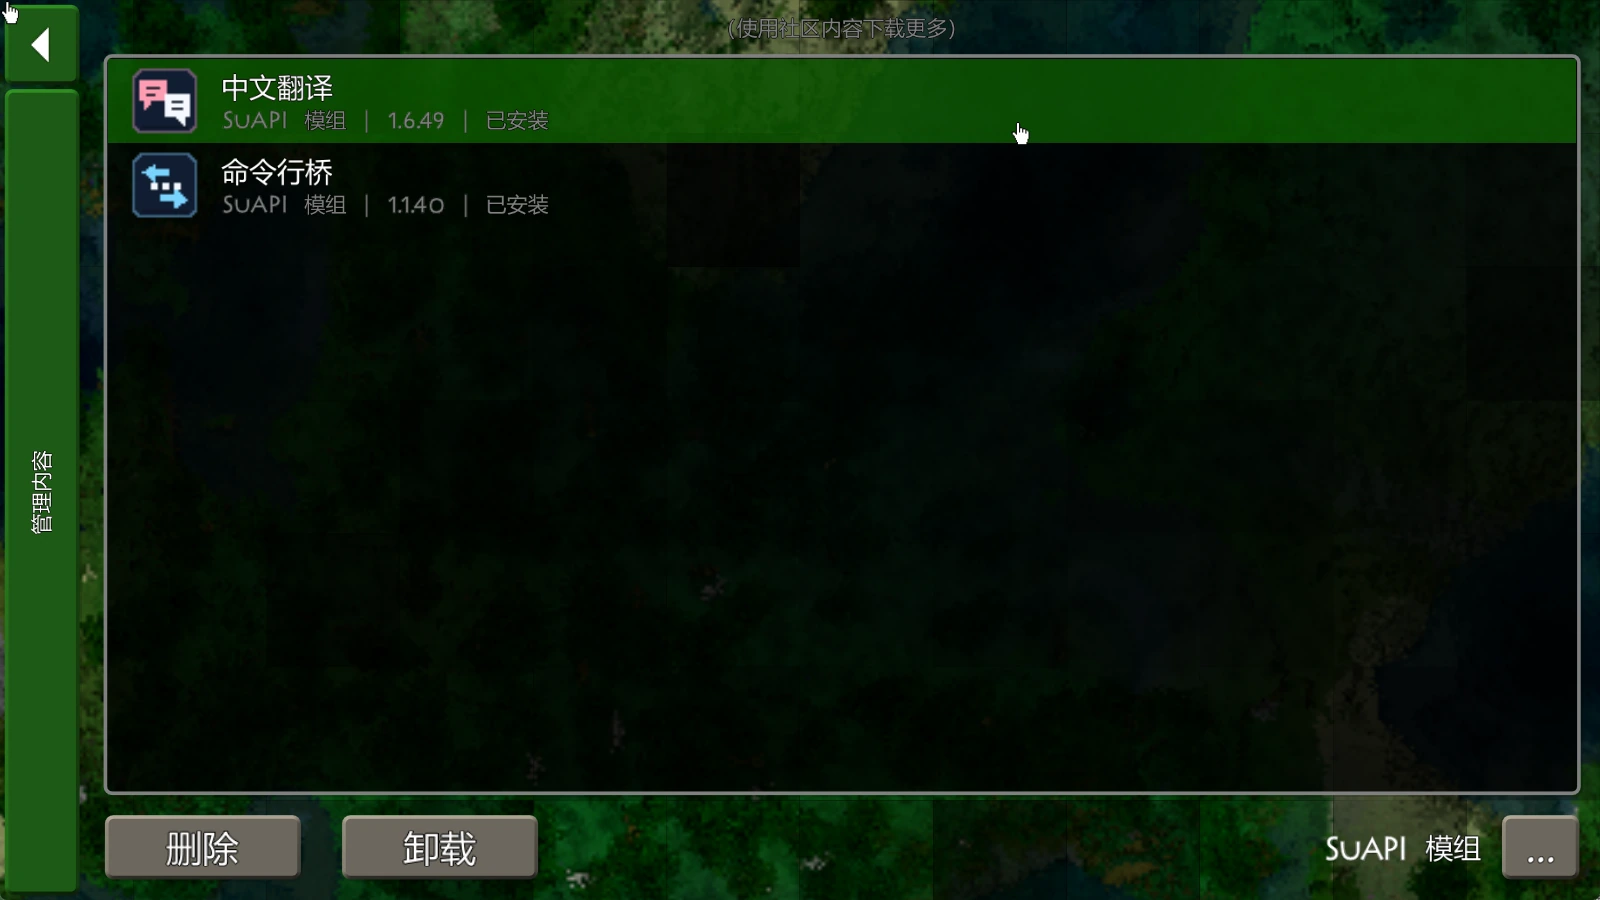 (使用社区内容下载更多)
中文翻译
SuAPI 模组 | 1.6.49 | 已安装
命令行桥
SuAPI 模组 | 1.1.40 | 已安装
管理内容
删除
卸载
SuAPI 模组
...